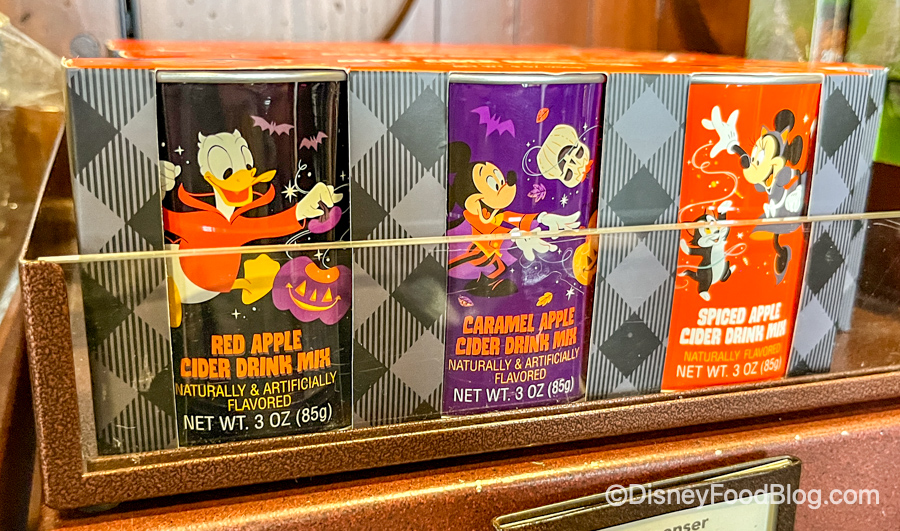 RED APPLE
CIDER DRINK MIX
NATURALLY & ARTIFICIALLY
FLAVORED
NET WT. 3 OZ (85g)
CARAMEL APPLE
CIDER DRINK MIX
NATURALLY & ARTIFICIALLY
FLAVORED
NET WT. 3 OZ (85g)
SPICED APPLE
CIDER DRINK MIX
NATURALLY FLAVORED
NET WT. 3 OZ (85g)
©DisneyFoodBlog.com